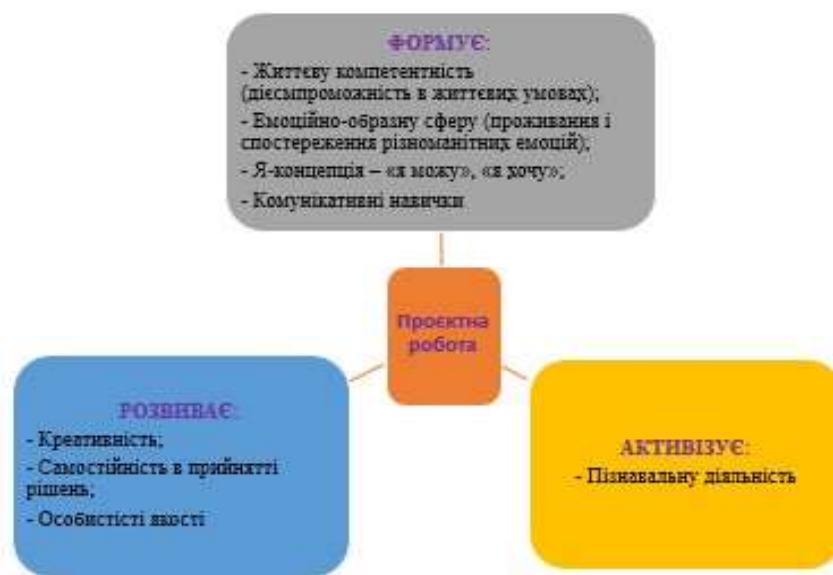 ФОРМУЄ:
- Життєву компетентність
(дієспроможність в життєвих умовах);
- Емоційно-образну сферу (проживання і
спостереження різноманітних емоцій);
- Я-концепція – «я можу», «я хочу»;
- Комунікативні навички
Проєктна
робота
РОЗВИВАЄ:
- Креативність;
- Самостійність в прийнятті
рішень;
- Особистісті якості
АКТИВІЗУЄ:
- Пізнавальну діяльність